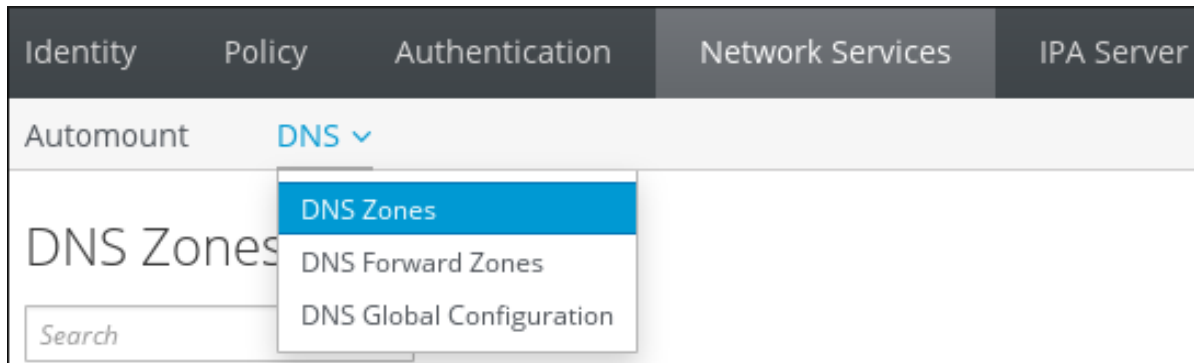 Identity Policy Authentication Network Services IPA Server
Automount DNS
DNS Zones
DNS Forward Zones
DNS Global Configuration
DNS Zones
Search